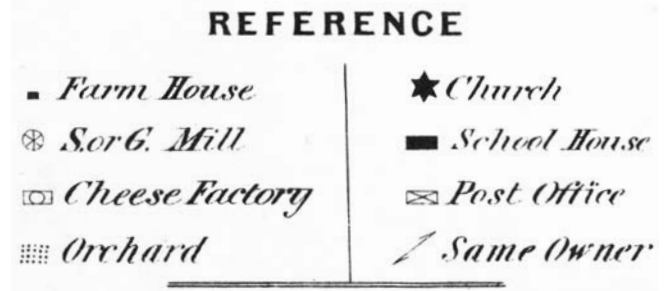 REFERENCE
Farm House
S. or G. Mill
Cheese Factory
Orchard
Church
School House
Post Office
Same Owner